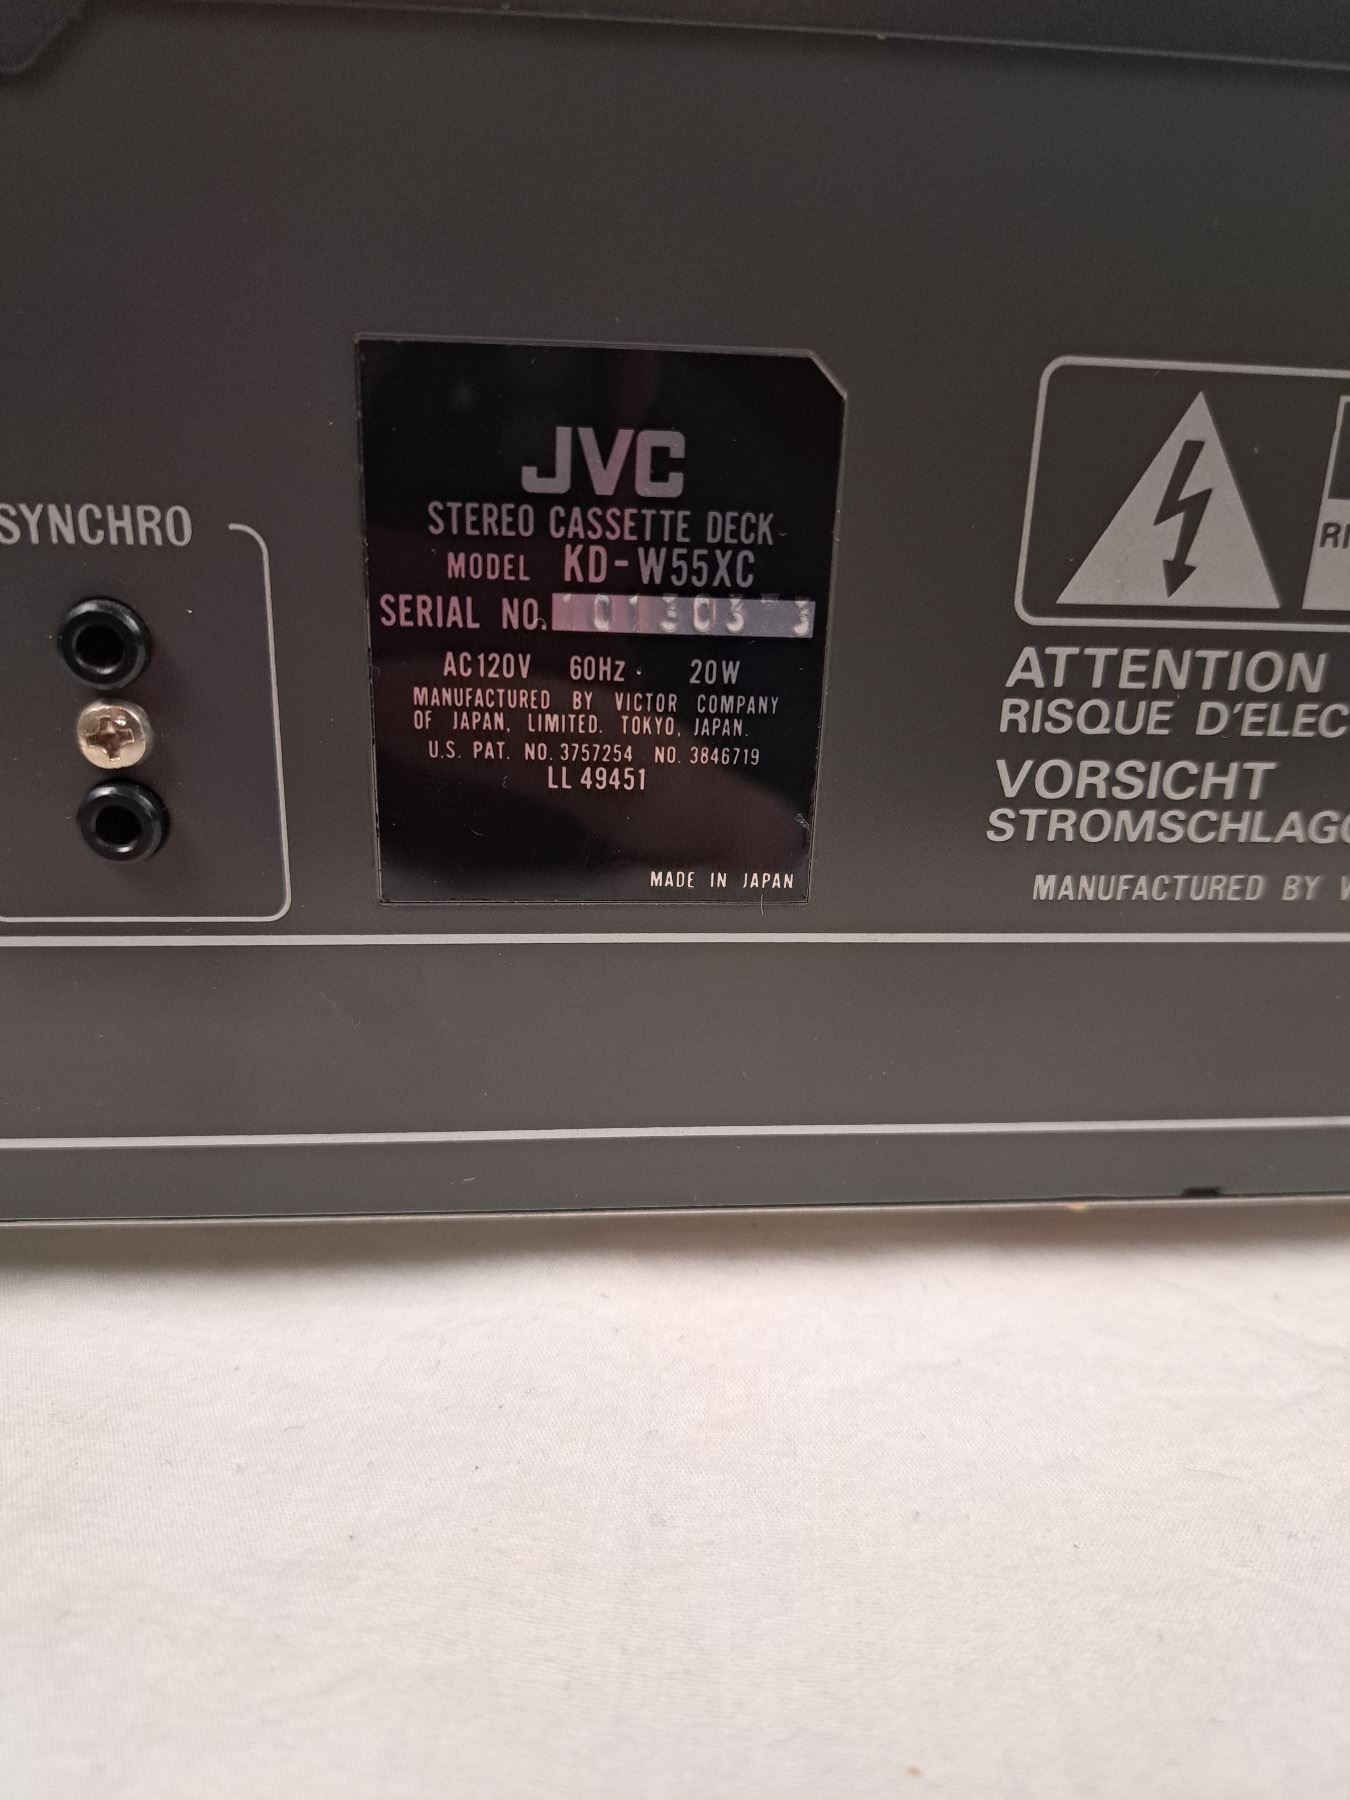 SYNCHRO
JVC
STEREO CASSETTE DECK
MODEL KD-W55XC
SERIAL NO.
AC120V 60Hz 20W
MANUFACTURED BY VICTOR COMPANY
OF JAPAN, LIMITED. TOKYO, JAPAN.
U.S. PAT. NO. 3757254 NO. 3846719
LL 49451
MADE IN JAPAN
ATTENTION
RISQUE D'ELEC
VORSICHT
STROMSCHLAG
MANUFACTURED BY